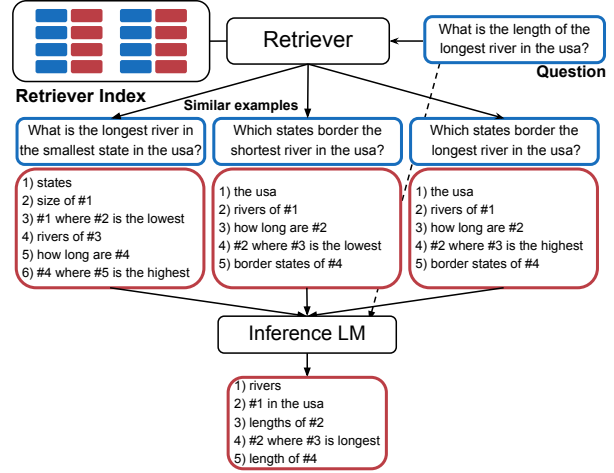 Retriever
What is the length of the
longest river in the usa?
Question
Retriever Index
Similar examples
What is the longest river in
the smallest state in the usa?
Which states border the
shortest river in the usa?
Which states border the
longest river in the usa?
1) states
2) size of #1
3) #1 where #2 is the lowest
4) rivers of #3
5) how long are #4
6) #4 where #5 is the highest
1) the usa
2) rivers of #1
3) how long are #2
4) #2 where #3 is the lowest
5) border states of #4
1) the usa
2) rivers of #1
3) how long are #2
4) #2 where #3 is the highest
5) border states of #4
Inference LM
1) rivers
2) #1 in the usa
3) lengths of #2
4) #2 where #3 is longest
5) length of #4